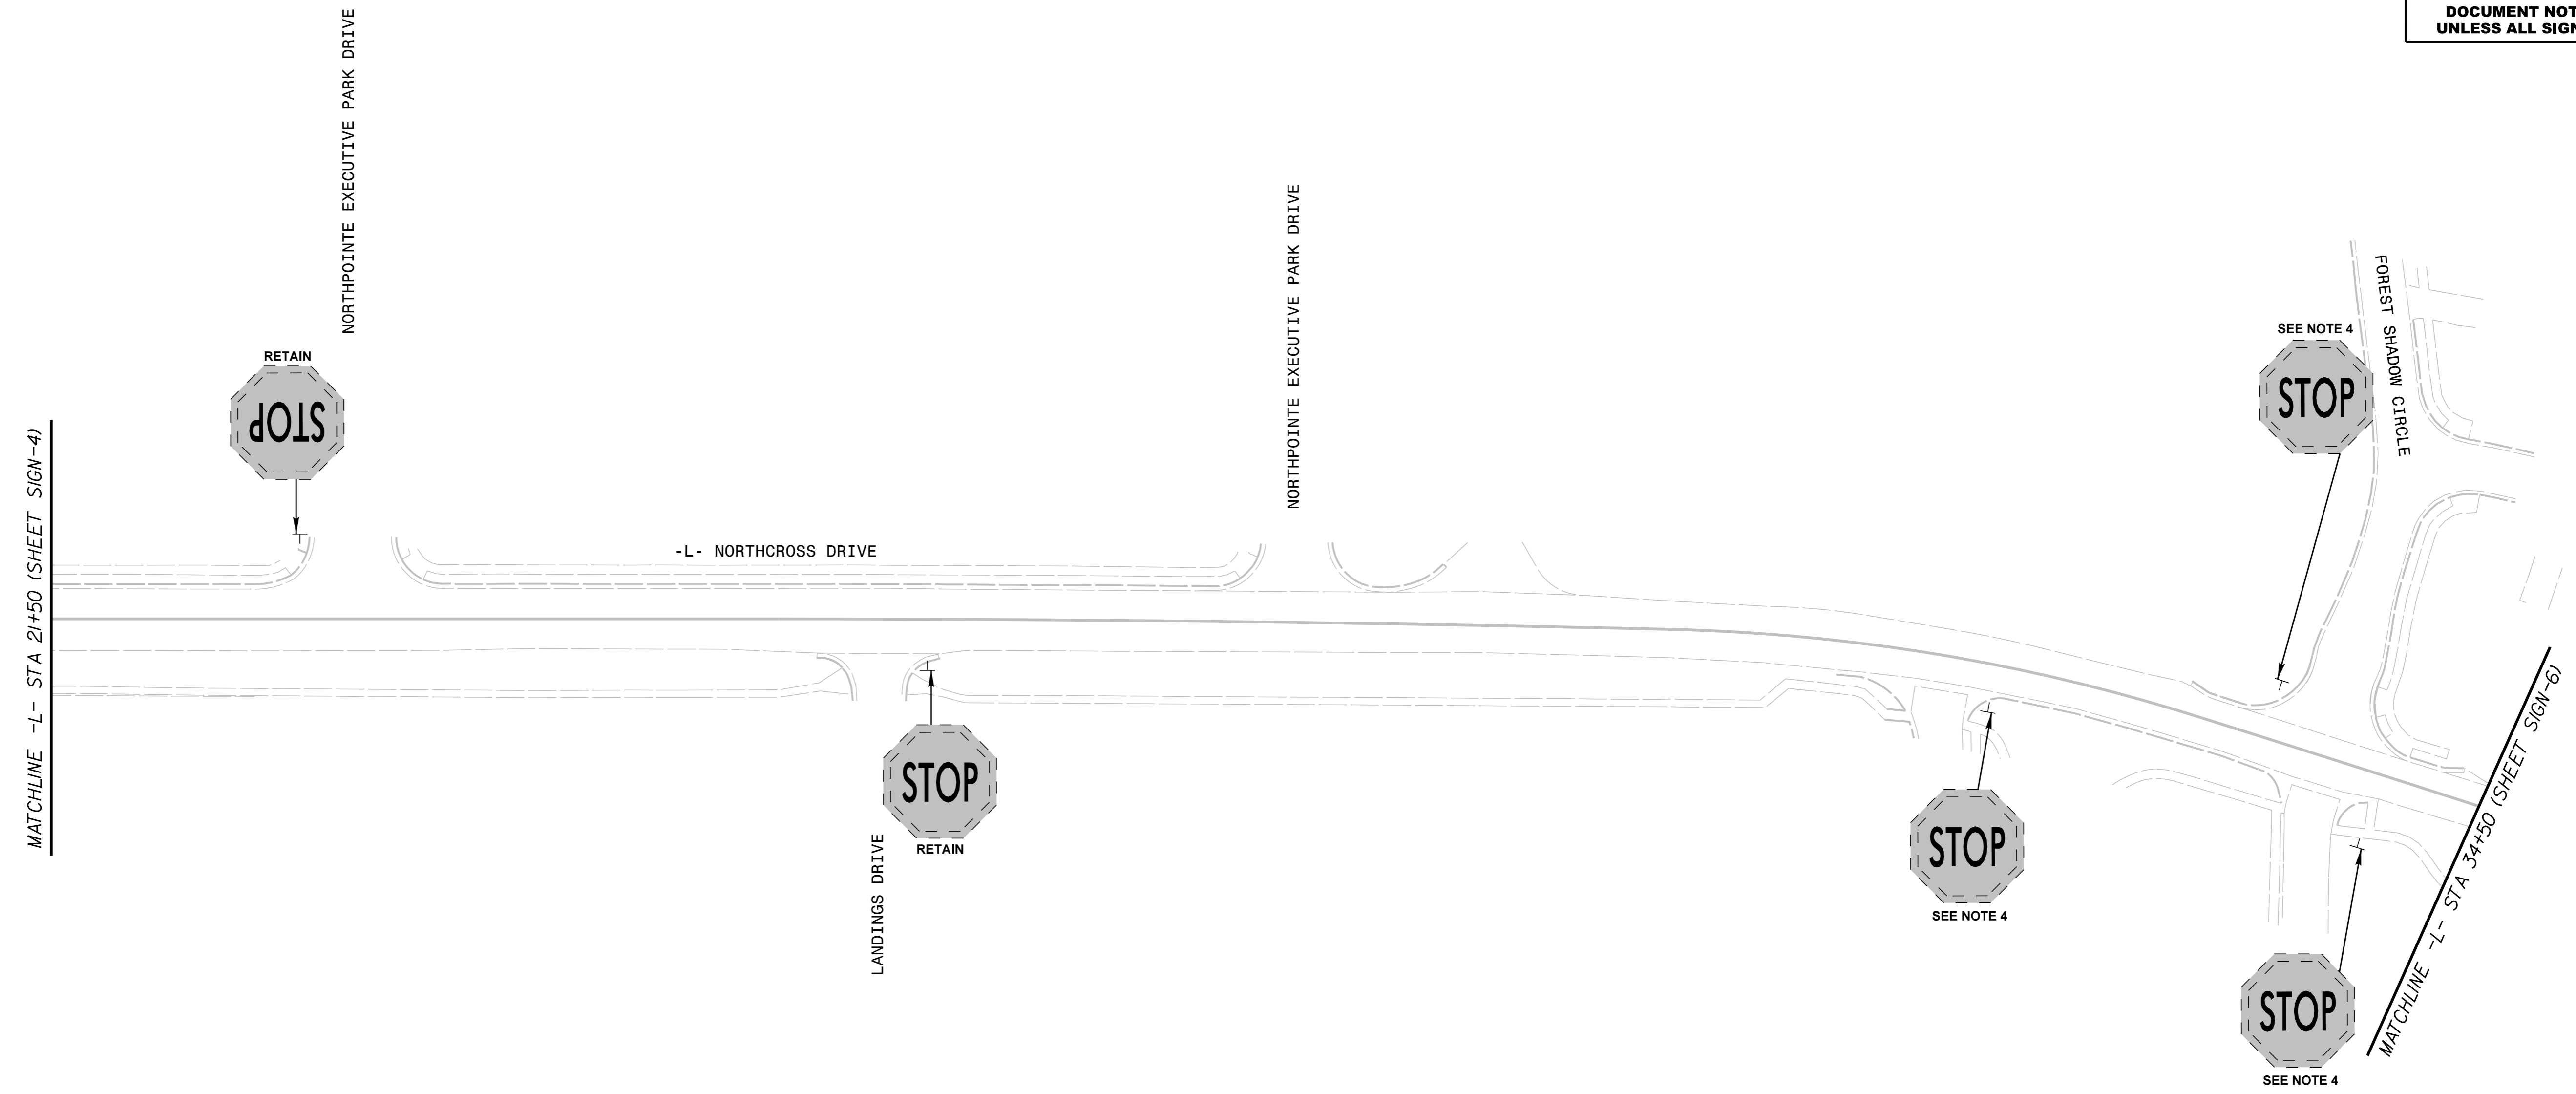 DOCUMENT NOT
UNLESS ALL SIGN
NORTHPOINTE EXECUTIVE PARK DRIVE
NORTHPOINTE EXECUTIVE PARK DRIVE
FOREST SHADOW CIRCLE
SEE NOTE 4
STOP
RETAIN
STOP
MATCHLINE -L- STA 21+50 (SHEET SIGN-4)
-L- NORTHCROSS DRIVE
STOP
RETAIN
LANDINGS DRIVE
STOP
SEE NOTE 4
MATCHLINE -L- STA 34+50 (SHEET SIGN-6)
STOP
SEE NOTE 4